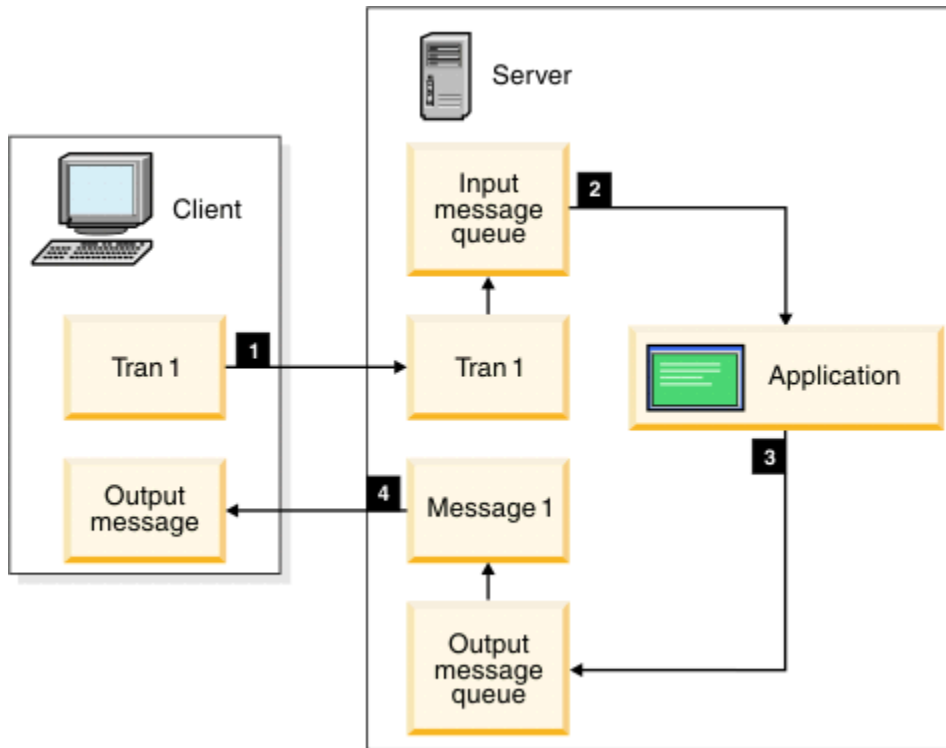 Server
Client
Input
message
queue
2
Tran 1
1
Tran 1
Application
3
Output
message
4
Message 1
Output
message
queue